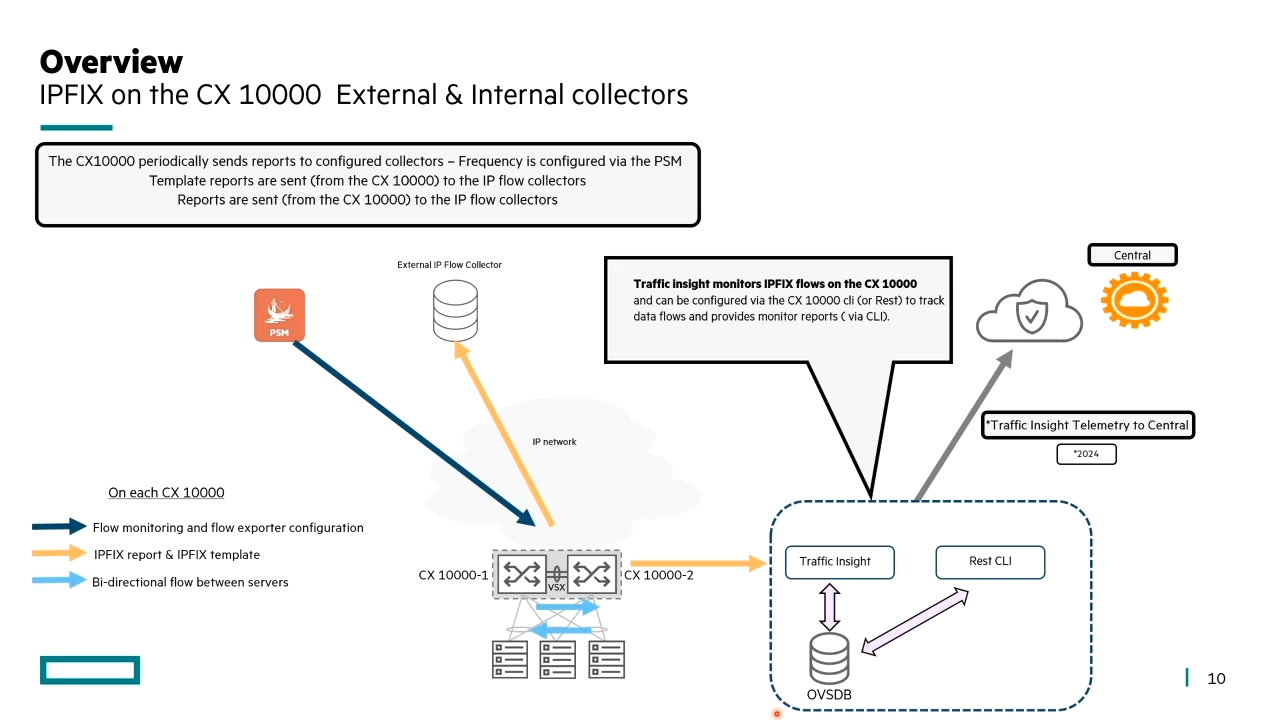 Overview
IPFIX on the CX 10000  External & Internal collectors
The CX10000 periodically sends reports to configured collectors – Frequency is configured via the PSM
Template reports are sent (from the CX 10000) to the IP flow collectors
Reports are sent (from the CX 10000) to the IP flow collectors
External IP Flow Collector
PSM
Traffic insight monitors IPFIX flows on the CX 10000
and can be configured via the CX 10000 cli (or Rest) to track
data flows and provides monitor reports ( via CLI).
Central
IP network
*Traffic Insight Telemetry to Central
*2024
On each CX 10000
Flow monitoring and flow exporter configuration
IPFIX report & IPFIX template
Bi-directional flow between servers
CX 10000-1
VSX
CX 10000-2
Traffic Insight
Rest CLI
OVSDB
10